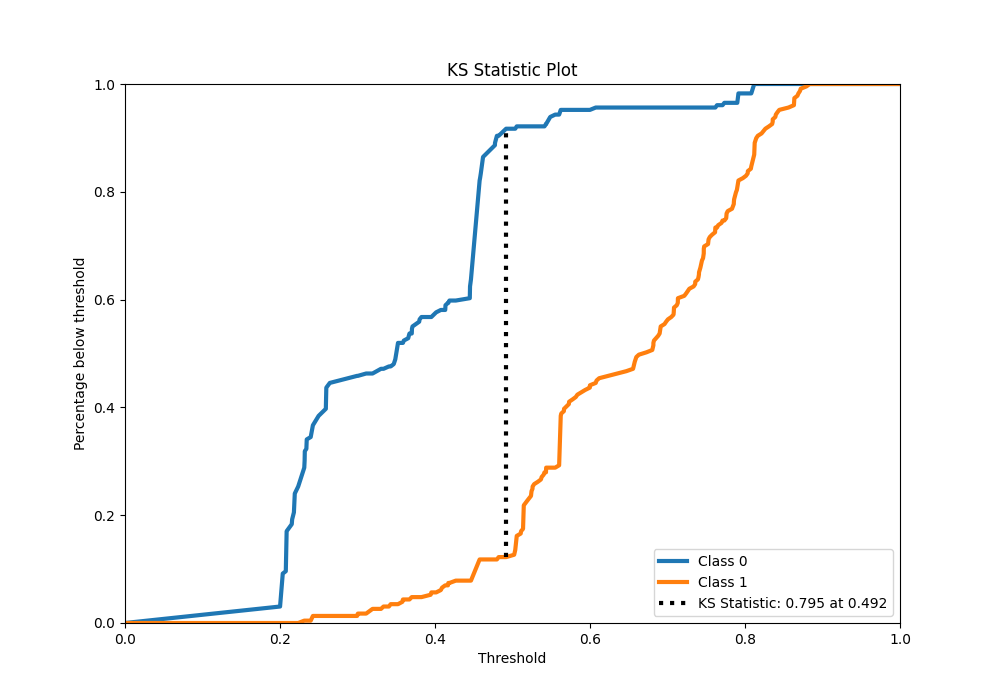 KS Statistic Plot
1.0
0.8
0.6
0.4
0.2
0.0
Percentage below threshold
0.0 0.2 0.4 0.6 0.8 1.0
Threshold
Class 0
Class 1
KS Statistic: 0.795 at 0.492